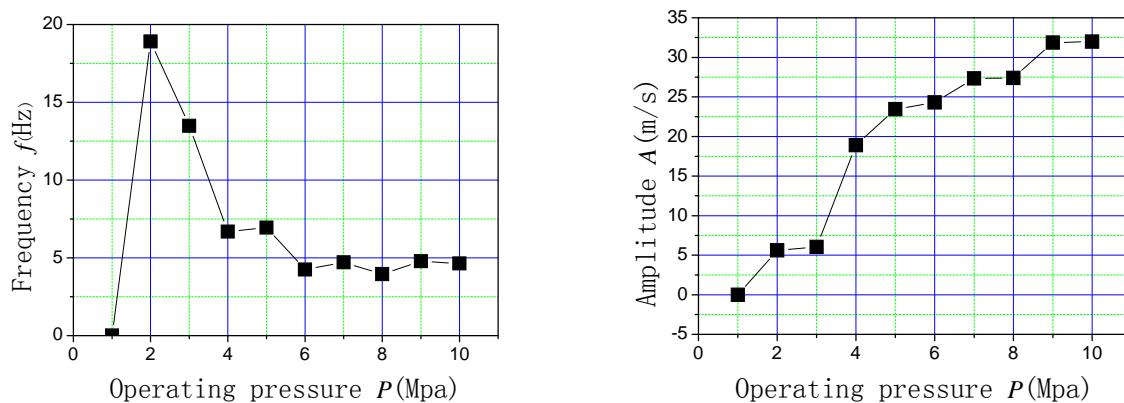 20
15
10
5
0
Frequency f(Hz)
0 2 4 6 8 10
Operating pressure P(Mpa)
35
30
25
20
15
10
5
0
-5
Amplitude A(m/s)
0 2 4 6 8 10
Operating pressure P(Mpa)